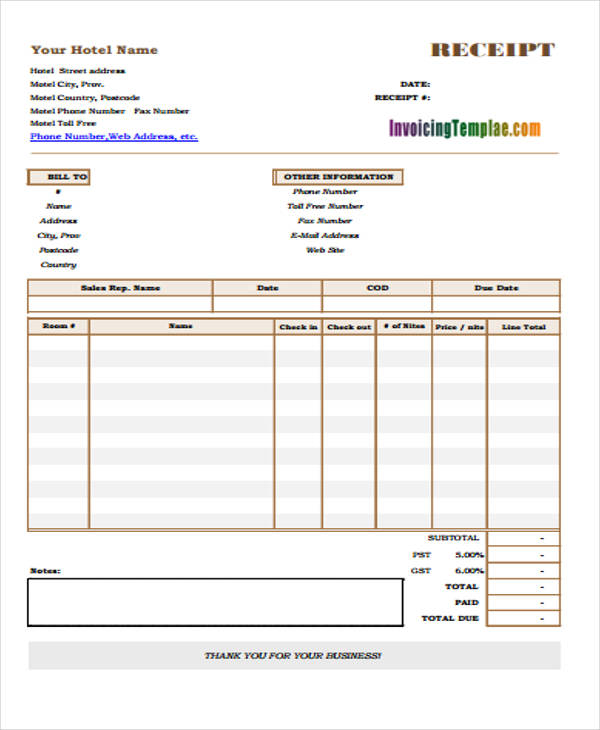 Your Hotel Name
RECEIPT
Hotel Street address
Motel City, Prov.
DATE:
Motel Country, Postcode
RECEIPT #:
Motel Phone Number Fax Number
Motel Toll Free
InvoicingTemplae.com
Phone Number,Web Address, etc.
BILL TO
OTHER INFORMATION
#
Phone Number
Name
Toll Free Number
Address
Fax Number
City, Prov
E-Mail Address
Postcode
Web Site
Country
Sales Rep. Name Date COD Due Date
Room # Name Check in Check out # of Nites Price / nite Line Total
SUBTOTAL -
PST 5.00% -
Notes: GST 6.00% -
TOTAL -
PAID -
TOTAL DUE -
THANK YOU FOR YOUR BUSINESS!